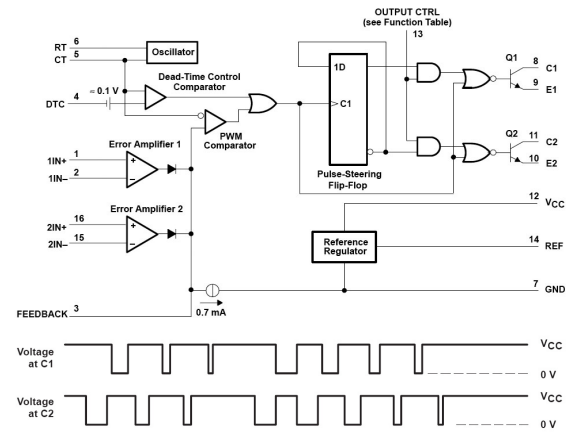 OUTPUT CTRL
(see Function Table)
13
6
RT
5
CT
Oscillator
Dead-Time Control
Comparator
≈ 0.1 V
4
DTC
PWM
Comparator
1D
C1
Pulse-Steering
Flip-Flop
Q1
8
C1
9
E1
Q2
11
C2
10
E2
Error Amplifier 1
1
1IN+
+
2
1IN−
−
Error Amplifier 2
16
2IN+
+
15
2IN−
−
12
VCC
Reference
Regulator
14
REF
7
GND
3
FEEDBACK
0.7 mA
Voltage
at C1
VCC
0 V
Voltage
at C2
VCC
0 V